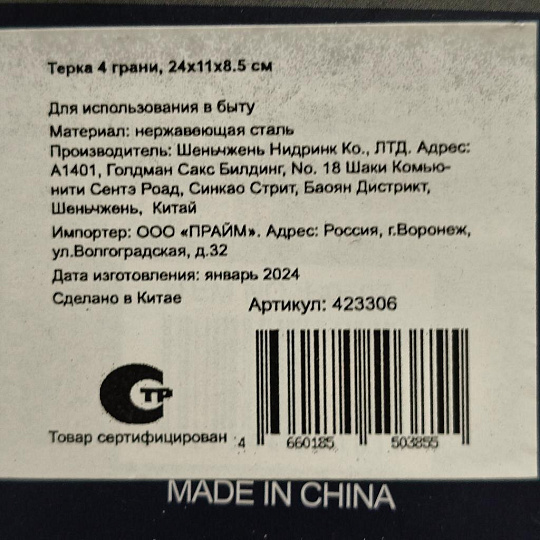 Терка 4 грани, 24х11х8.5 см
Для использования в быту
Материал: нержавеющая сталь
Производитель: Шеньчжень Нидринк Ко., ЛТД. Адрес:
А1401, Голдман Сакс Билдинг, No. 18 Шаки Комью-
нити Сентэ Роад, Синкао Стрит, Баоян Дистрикт,
Шеньчжень, Китай
Импортер: ООО «ПРАЙМ». Адрес: Россия, г.Воронеж,
ул.Волгоградская, д.32
Дата изготовления: январь 2024
Сделано в Китае
Артикул: 423306
СТР
Товар сертифицирован
4 660185 503855
MADE IN CHINA